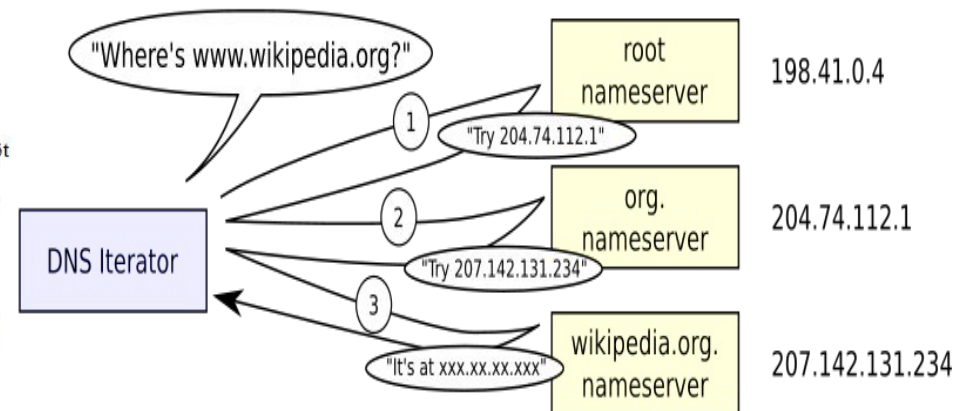 "Where's www.wikipedia.org?"
root
nameserver
198.41.0.4
1
"Try 204.74.112.1"
org.
nameserver
204.74.112.1
2
DNS Iterator
"Try 207.142.131.234"
3
wikipedia.org.
nameserver
207.142.131.234
"It's at xxx.xx.xx.xxx"